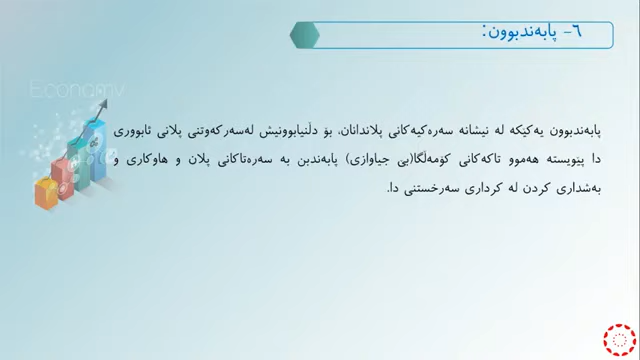 ٦- پابەندبوون:
Economy
پابەندبوون یەکێکە لە نیشانە سەرەکیەکانی پلاندانان، بۆ دڵنیابوونیش لەسەرکەوتنی پلانی ئابووری
دا پێویستە هەموو تاکەکانی کۆمەڵگا(بێ جیاوازی) پابەندبن بە سەرەتاکانی پلان و هاوکاری و
بەشداری کردن لە کرداری سەرخستنی دا.